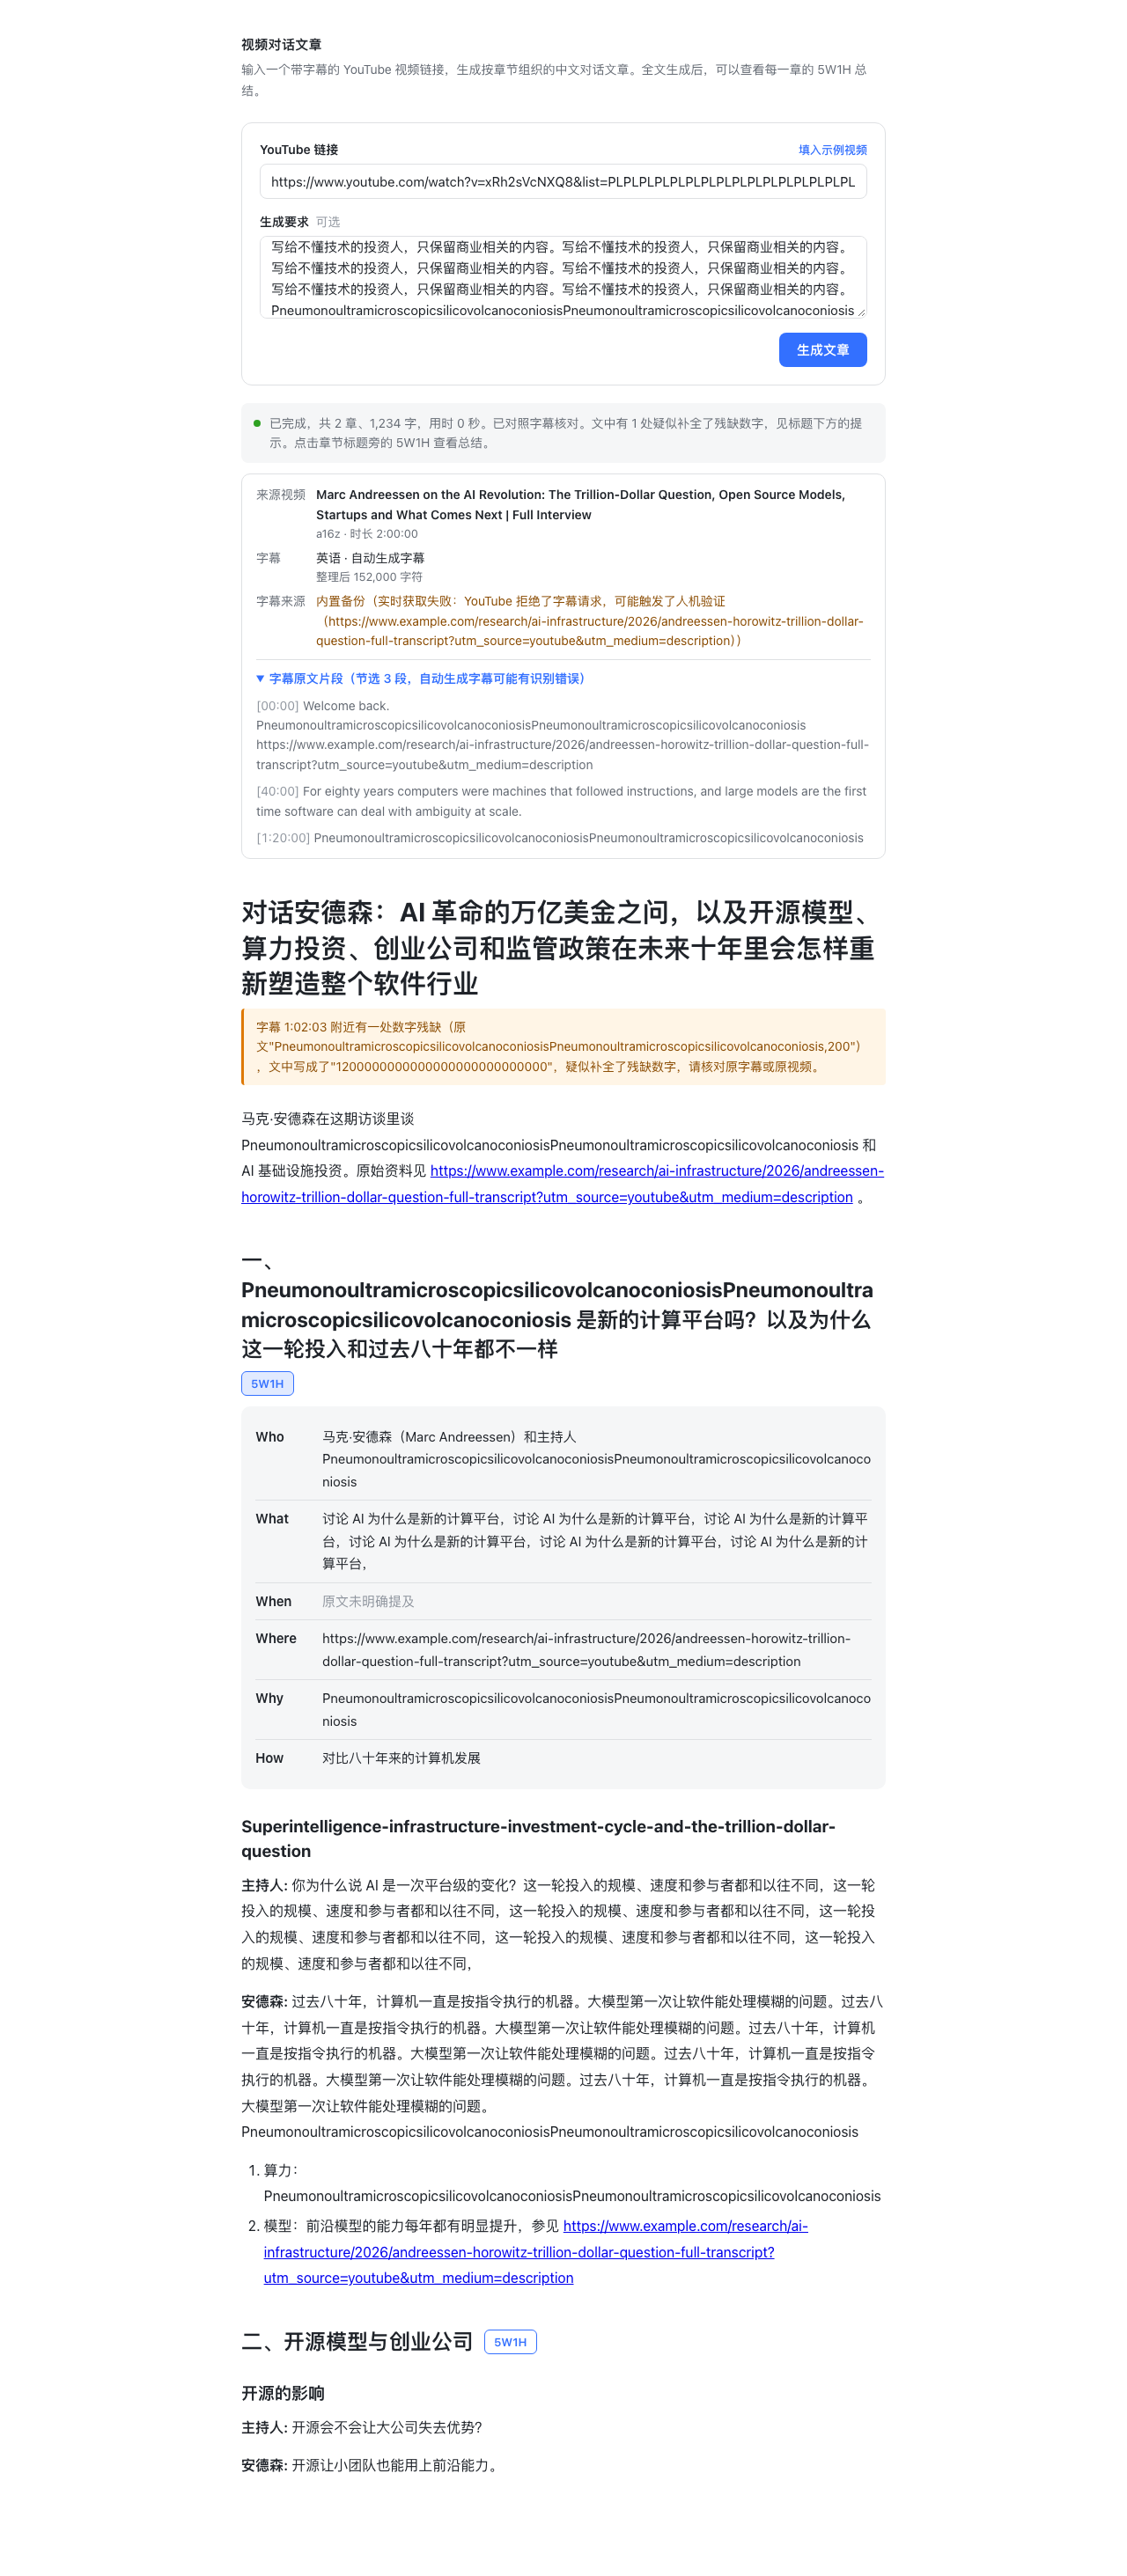 视频对话文章
输入一个带字幕的 YouTube 视频链接，生成按章节组织的中文对话文章。全文生成后，可以查看每一章的 5W1H 总
结。
YouTube 链接
填入示例视频
https://www.youtube.com/watch?v=xRh2sVcNXQ8&list=PLPLPLPLPLPLPLPLPLPLPLPLPLPLPLPL
生成要求 可选
写给不懂技术的投资人，只保留商业相关的内容。写给不懂技术的投资人，只保留商业相关的内容。
写给不懂技术的投资人，只保留商业相关的内容。写给不懂技术的投资人，只保留商业相关的内容。
写给不懂技术的投资人，只保留商业相关的内容。写给不懂技术的投资人，只保留商业相关的内容。
PneumonoultramicroscopicsilicovolcanoconiosisPneumonoultramicroscopicsilicovolcanoconiosis
生成文章
已完成，共 2 章、1,234 字，用时 0 秒。已对照字幕核对。文中有 1 处疑似补全了残缺数字，见标题下方的提
示。点击章节标题旁的 5W1H 查看总结。
来源视频 Marc Andreessen on the AI Revolution: The Trillion-Dollar Question, Open Source Models,
Startups and What Comes Next | Full Interview
a16z · 时长 2:00:00
字幕 英语 · 自动生成字幕
整理后 152,000 字符
字幕来源 内置备份（实时获取失败：YouTube 拒绝了字幕请求，可能触发了人机验证
（https://www.example.com/research/ai-infrastructure/2026/andreessen-horowitz-trillion-dollar-
question-full-transcript?utm_source=youtube&utm_medium=description））
▼ 字幕原文片段（节选 3 段，自动生成字幕可能有识别错误）
[00:00] Welcome back.
PneumonoultramicroscopicsilicovolcanoconiosisPneumonoultramicroscopicsilicovolcanoconiosis
https://www.example.com/research/ai-infrastructure/2026/andreessen-horowitz-trillion-dollar-question-full-
transcript?utm_source=youtube&utm_medium=description
[40:00] For eighty years computers were machines that followed instructions, and large models are the first
time software can deal with ambiguity at scale.
[1:20:00] PneumonoultramicroscopicsilicovolcanoconiosisPneumonoultramicroscopicsilicovolcanoconiosis
对话安德森：AI 革命的万亿美金之问，以及开源模型、
算力投资、创业公司和监管政策在未来十年里会怎样重
新塑造整个软件行业
字幕 1:02:03 附近有一处数字残缺（原
文"PneumonoultramicroscopicsilicovolcanoconiosisPneumonoultramicroscopicsilicovolcanoconiosis,200"）
，文中写成了"1200000000000000000000000000"，疑似补全了残缺数字，请核对原字幕或原视频。
马克·安德森在这期访谈里谈
PneumonoultramicroscopicsilicovolcanoconiosisPneumonoultramicroscopicsilicovolcanoconiosis 和
AI 基础设施投资。原始资料见 https://www.example.com/research/ai-infrastructure/2026/andreessen-
horowitz-trillion-dollar-question-full-transcript?utm_source=youtube&utm_medium=description 。
一、
PneumonoultramicroscopicsilicovolcanoconiosisPneumonoultra
microscopicsilicovolcanoconiosis 是新的计算平台吗？以及为什么
这一轮投入和过去八十年都不一样
5W1H
Who 马克·安德森（Marc Andreessen）和主持人
PneumonoultramicroscopicsilicovolcanoconiosisPneumonoultramicroscopicsilicovolcanoco
niosis
What 讨论 AI 为什么是新的计算平台，讨论 AI 为什么是新的计算平台，讨论 AI 为什么是新的计算平
台，讨论 AI 为什么是新的计算平台，讨论 AI 为什么是新的计算平台，讨论 AI 为什么是新的计
算平台，
When 原文未明确提及
Where https://www.example.com/research/ai-infrastructure/2026/andreessen-horowitz-trillion-
dollar-question-full-transcript?utm_source=youtube&utm_medium=description
Why PneumonoultramicroscopicsilicovolcanoconiosisPneumonoultramicroscopicsilicovolcanoco
niosis
How 对比八十年来的计算机发展
Superintelligence-infrastructure-investment-cycle-and-the-trillion-dollar-
question
主持人: 你为什么说 AI 是一次平台级的变化？这一轮投入的规模、速度和参与者都和以往不同，这一轮
投入的规模、速度和参与者都和以往不同，这一轮投入的规模、速度和参与者都和以往不同，这一轮投
入的规模、速度和参与者都和以往不同，这一轮投入的规模、速度和参与者都和以往不同，这一轮投入
的规模、速度和参与者都和以往不同，
安德森: 过去八十年，计算机一直是按指令执行的机器。大模型第一次让软件能处理模糊的问题。过去八
十年，计算机一直是按指令执行的机器。大模型第一次让软件能处理模糊的问题。过去八十年，计算机
一直是按指令执行的机器。大模型第一次让软件能处理模糊的问题。过去八十年，计算机一直是按指令
执行的机器。大模型第一次让软件能处理模糊的问题。过去八十年，计算机一直是按指令执行的机器。
大模型第一次让软件能处理模糊的问题。
PneumonoultramicroscopicsilicovolcanoconiosisPneumonoultramicroscopicsilicovolcanoconiosis
1. 算力：
PneumonoultramicroscopicsilicovolcanoconiosisPneumonoultramicroscopicsilicovolcanoconiosis
2. 模型：前沿模型的能力每年都有明显提升，参见 https://www.example.com/research/ai-
infrastructure/2026/andreessen-horowitz-trillion-dollar-question-full-transcript?
utm_source=youtube&utm_medium=description
二、开源模型与创业公司 5W1H
开源的影响
主持人: 开源会不会让大公司失去优势？
安德森: 开源让小团队也能用上前沿能力。